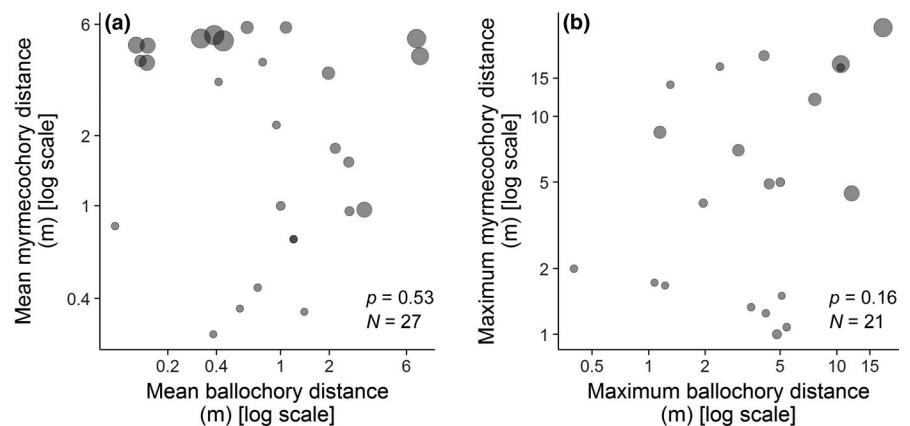 (a)
Mean myrmecochory distance
(m) [log scale]
6
2
1
0.4
p = 0.53
N = 27
0.2 0.4 1 2 6
Mean ballochory distance
(m) [log scale]
(b)
Maximum myrmecochory distance
(m) [log scale]
15
10
5
2
1
p = 0.16
N = 21
0.5 1 2 5 10 15
Maximum ballochory distance
(m) [log scale]